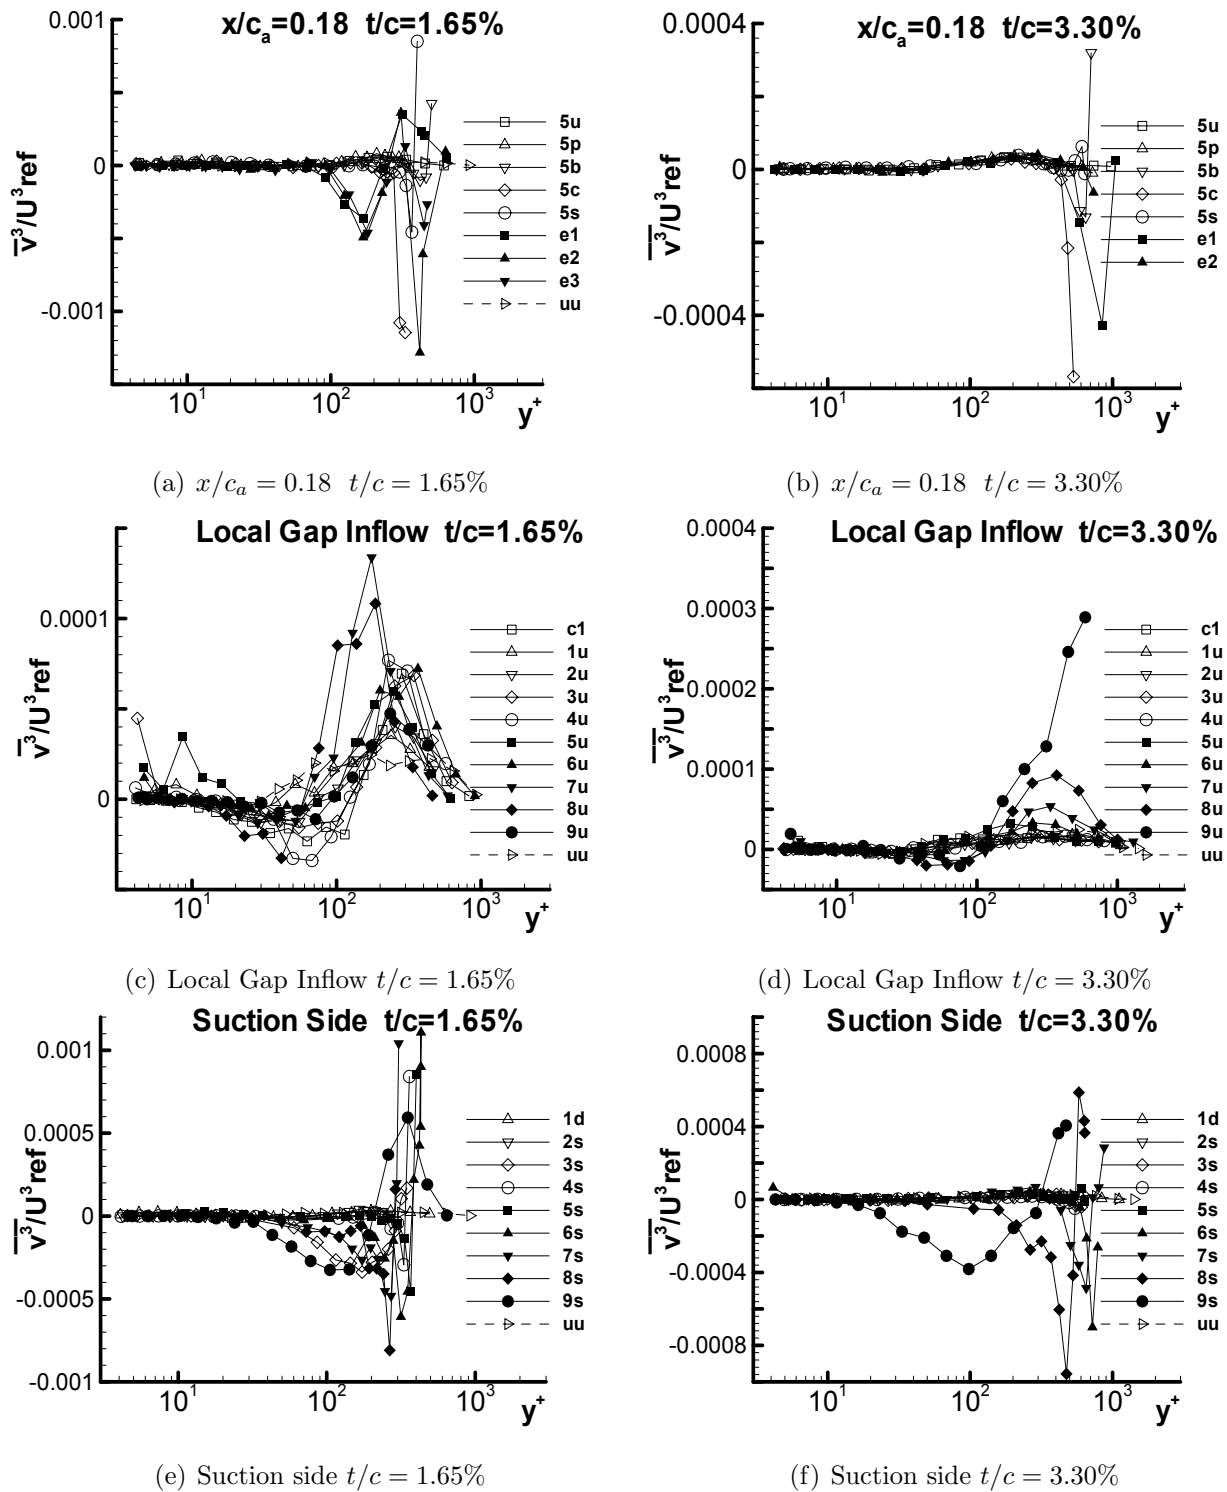 x/cₐ=0.18 t/c=1.65%
0.001
0
-0.001
v³/U³ref
10¹
10²
10³
y⁺
5u
5p
5b
5c
5s
e1
e2
e3
uu
(a) x/cₐ = 0.18 t/c = 1.65%
x/cₐ=0.18 t/c=3.30%
0.0004
0
-0.0004
v³/U³ref
10¹
10²
10³
y⁺
5u
5p
5b
5c
5s
e1
e2
(b) x/cₐ = 0.18 t/c = 3.30%
Local Gap Inflow t/c=1.65%
0.0001
0
v³/U³ref
10¹
10²
10³
y⁺
c1
1u
2u
3u
4u
5u
6u
7u
8u
9u
uu
(c) Local Gap Inflow t/c = 1.65%
Local Gap Inflow t/c=3.30%
0.0004
0.0003
0.0002
0.0001
0
v³/U³ref
10¹
10²
10³
y⁺
c1
1u
2u
3u
4u
5u
6u
7u
8u
9u
uu
(d) Local Gap Inflow t/c = 3.30%
Suction Side t/c=1.65%
0.001
0.0005
0
-0.0005
-0.001
v³/U³ref
10¹
10²
10³
y⁺
1d
2s
3s
4s
5s
6s
7s
8s
9s
uu
(e) Suction side t/c = 1.65%
Suction Side t/c=3.30%
0.0008
0.0004
0
-0.0004
-0.0008
v³/U³ref
10¹
10²
10³
y⁺
1d
2s
3s
4s
5s
6s
7s
8s
9s
uu
(f) Suction side t/c = 3.30%